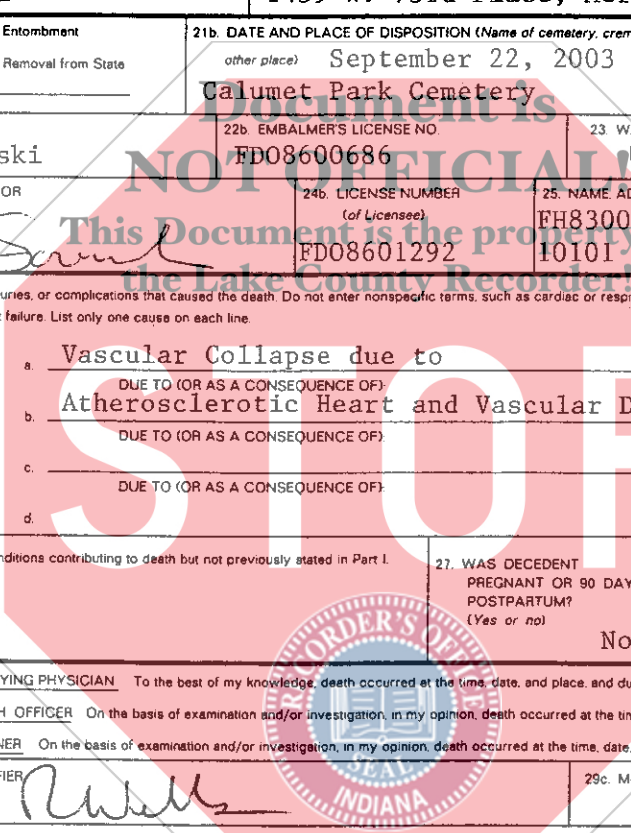 Entombment
21b. DATE AND PLACE OF DISPOSITION (Name of cemetery, crem
Removal from State
other place) September 22, 2003
Calumet Park Cemetery
Document is
22b. EMBALMER'S LICENSE NO.
23. W
ski
FD08600686
NOT OFFICIAL!
OR
24b. LICENSE NUMBER
25. NAME, AD
(of Licensee)
FH8300
This Document is the property
FD08601292
10101
the Lake County Recorder!
uries, or complications that caused the death. Do not enter nonspecific terms, such as cardiac or resp
failure. List only one cause on each line.
a. Vascular Collapse due to
DUE TO (OR AS A CONSEQUENCE OF):
b. Atherosclerotic Heart and Vascular D
DUE TO (OR AS A CONSEQUENCE OF):
c.
DUE TO (OR AS A CONSEQUENCE OF):
d.
STOP
nditions contributing to death but not previously stated in Part I.
27. WAS DECEDENT
PREGNANT OR 90 DAY
POSTPARTUM?
(Yes or no)
No
RECORDER'S OFFICE
YING PHYSICIAN To the best of my knowledge, death occurred at the time, date, and place, and du
H OFFICER On the basis of examination and/or investigation, in my opinion, death occurred at the tim
NER On the basis of examination and/or investigation, in my opinion, death occurred at the time, date,
SEAL
INDIANA
FIER
29c. M